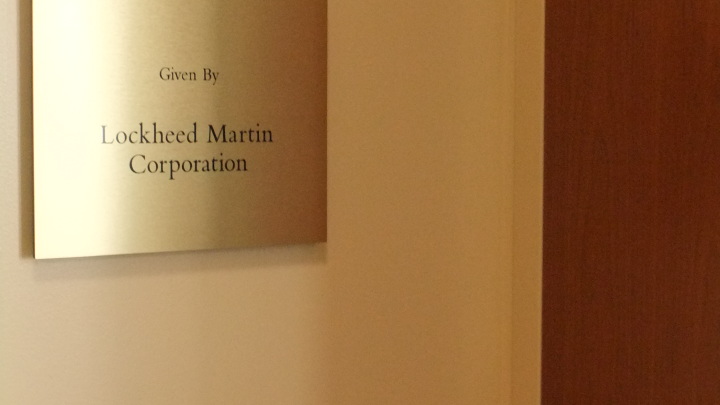 Given By
Lockheed Martin
Corporation